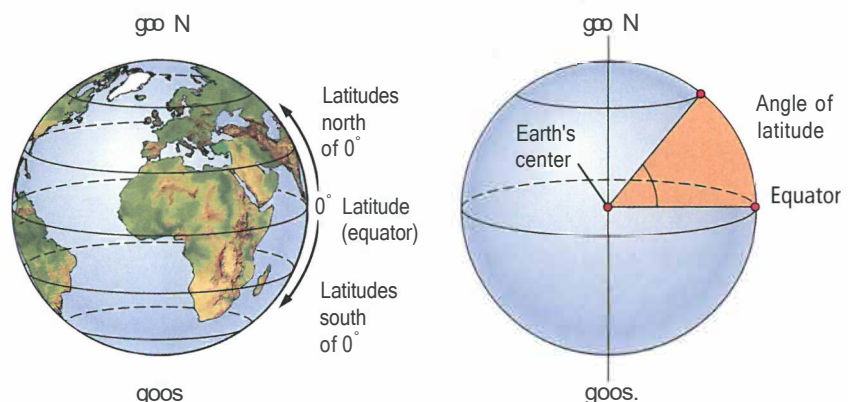 goo N
Latitudes
north
of 0°
0° Latitude
(equator)
Latitudes
south
of 0°
goos
goo N
Angle of
latitude
Earth's
center
Equator
goos.